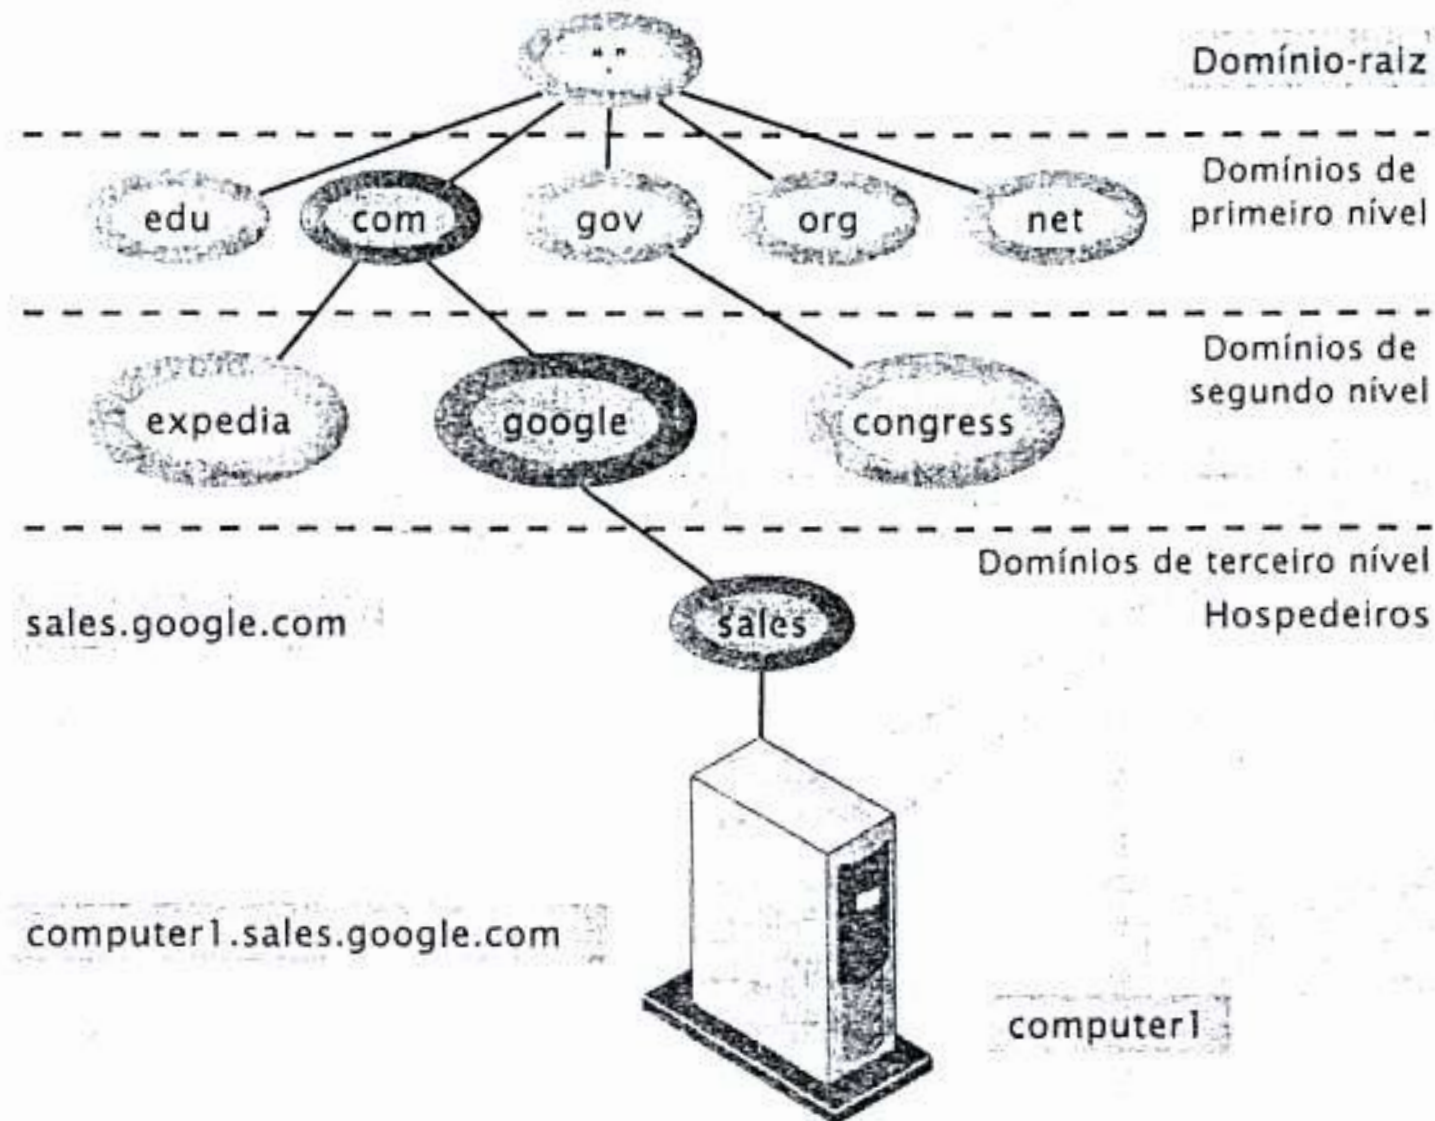 "."
Domínio-raiz
edu
com
gov
org
net
Domínios de
primeiro nível
expedia
google
congress
Domínios de
segundo nível
Domínios de terceiro nível
sales.google.com
sales
Hospedeiros
computer1.sales.google.com
computer1